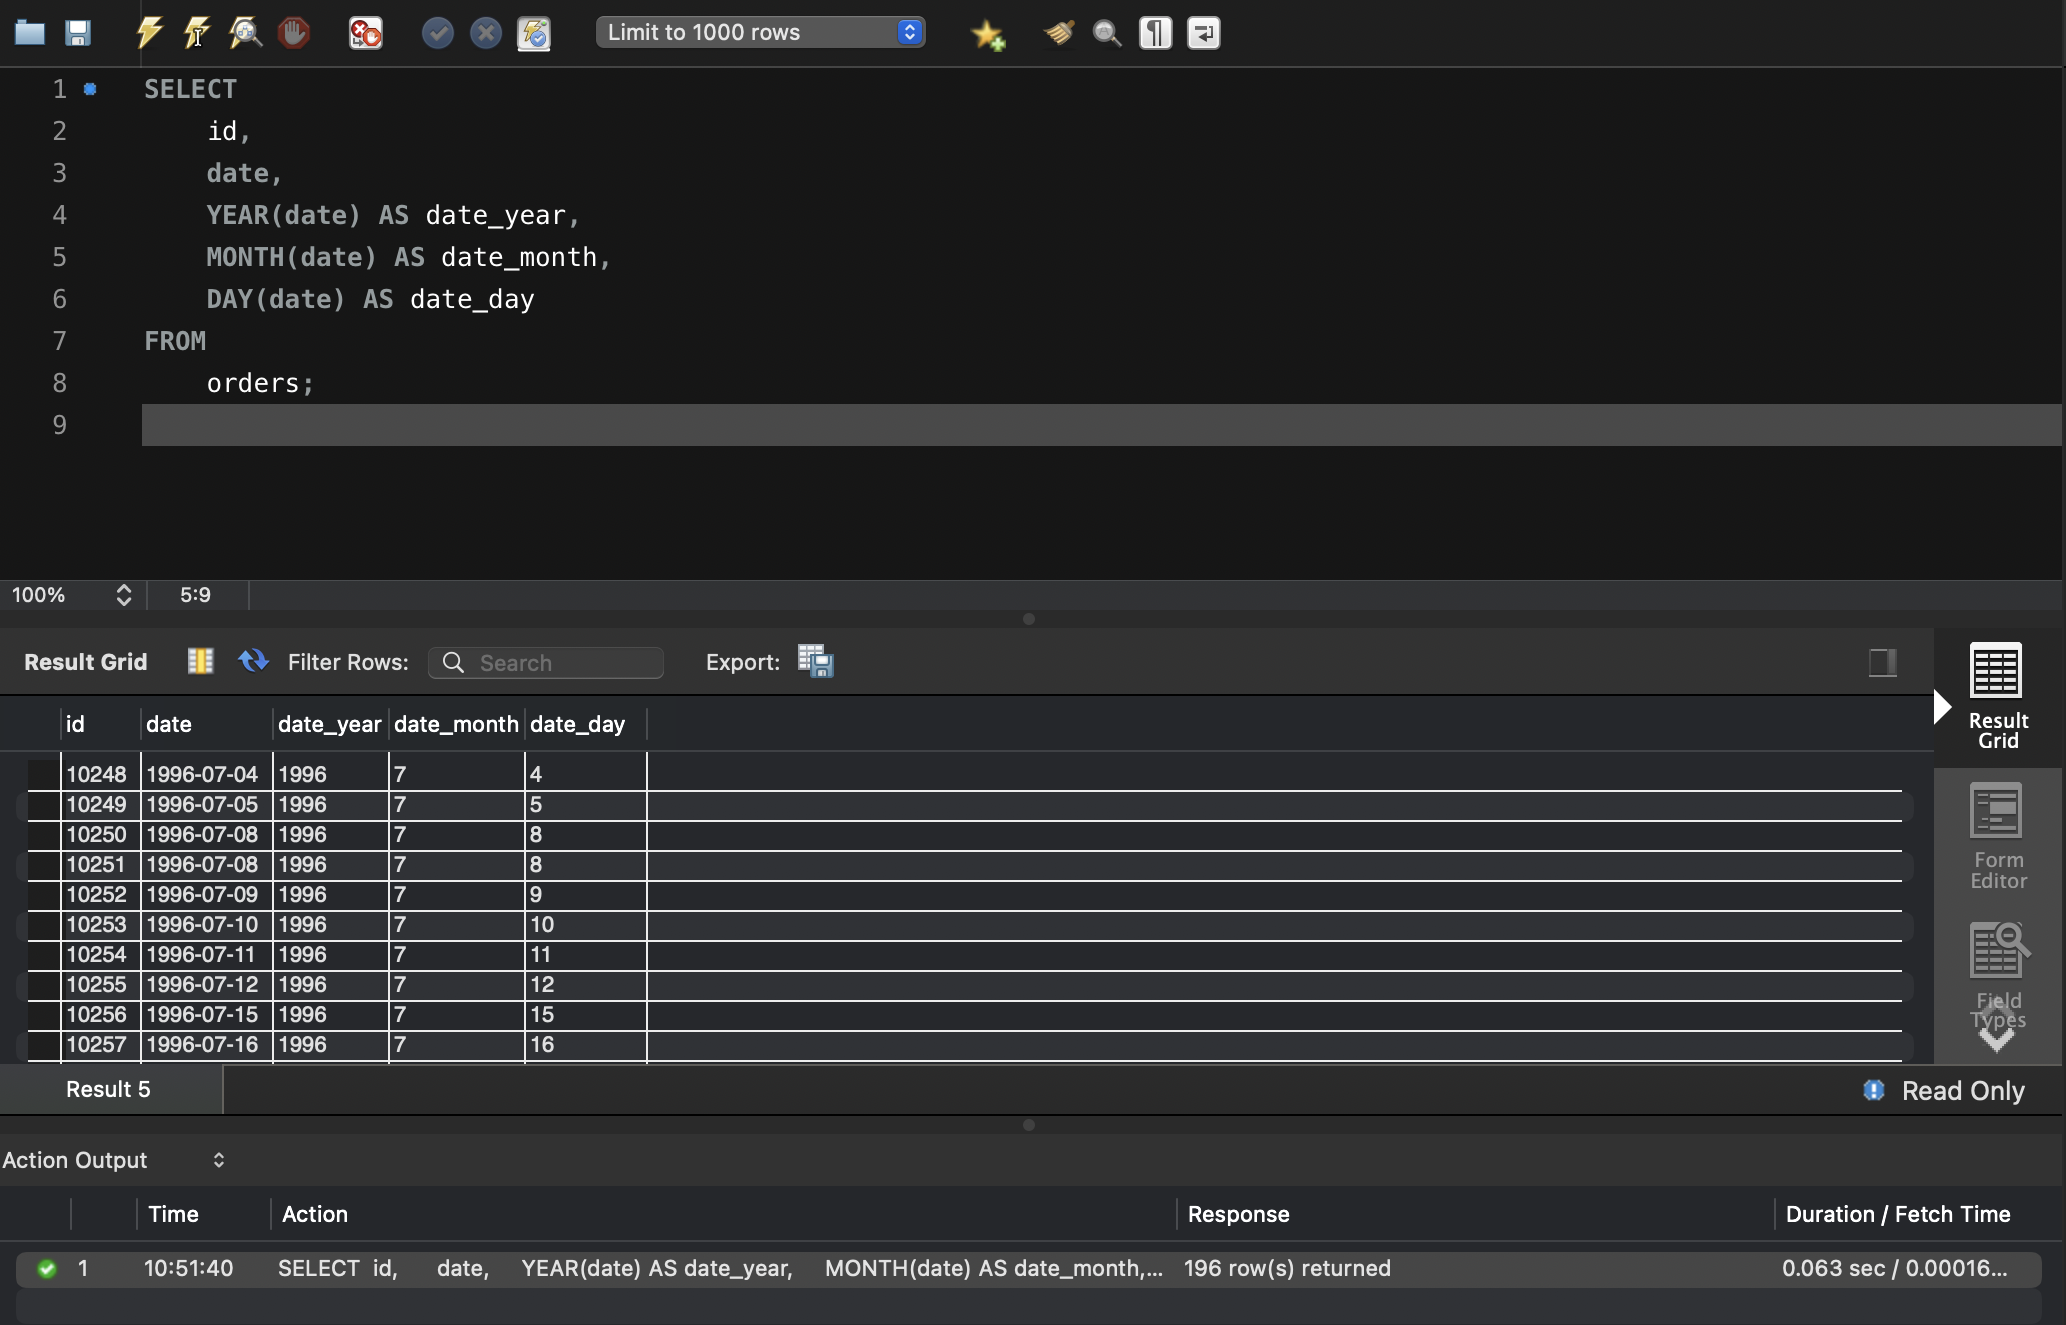 Limit to 1000 rows
1 SELECT
2 id,
3 date,
4 YEAR(date) AS date_year,
5 MONTH(date) AS date_month,
6 DAY(date) AS date_day
7 FROM
8 orders;
9
100% 5:9
Result Grid Filter Rows: Search Export:
id date date_year date_month date_day
10248 1996-07-04 1996 7 4
10249 1996-07-05 1996 7 5
10250 1996-07-08 1996 7 8
10251 1996-07-08 1996 7 8
10252 1996-07-09 1996 7 9
10253 1996-07-10 1996 7 10
10254 1996-07-11 1996 7 11
10255 1996-07-12 1996 7 12
10256 1996-07-15 1996 7 15
10257 1996-07-16 1996 7 16
Result
Grid
Form
Editor
Field
Types
Result 5 Read Only
Action Output
Time Action Response Duration / Fetch Time
1 10:51:40 SELECT id, date, YEAR(date) AS date_year, MONTH(date) AS date_month,... 196 row(s) returned 0.063 sec / 0.00016...